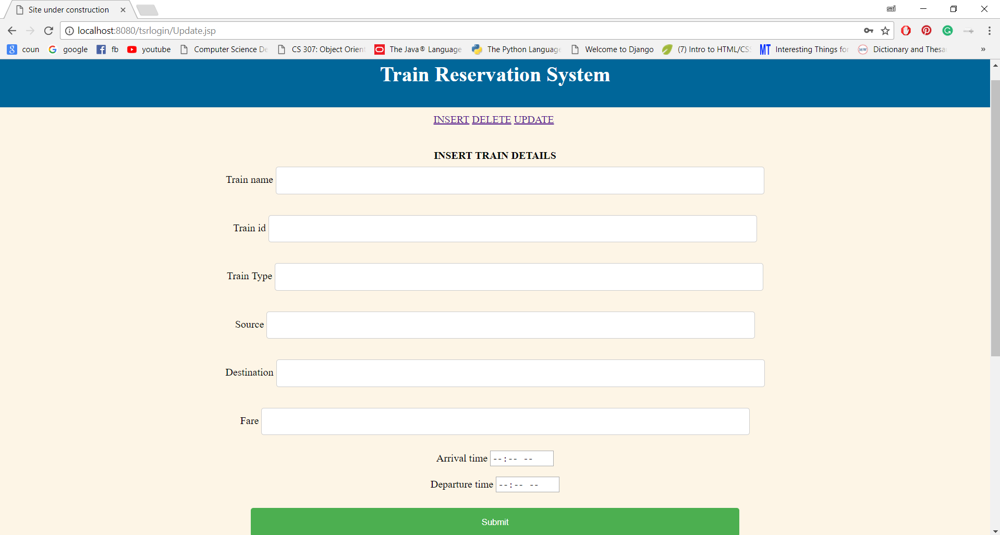 Site under construction
sai
localhost:8080/tsrlogin/Update.jsp
coun google fb youtube Computer Science De CS 307: Object Orient The Java® Language The Python Language Welcome to Django (7) Intro to HTML/CSS MT Interesting Things for Dictionary and Thesa »
Train Reservation System
INSERT DELETE UPDATE
INSERT TRAIN DETAILS
Train name
Train id
Train Type
Source
Destination
Fare
Arrival time --:-- --
Departure time --:-- --
Submit